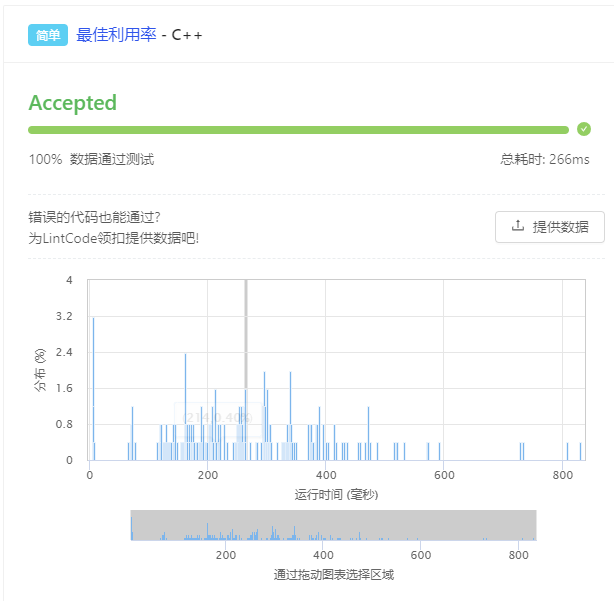 简单 最佳利用率 - C++
Accepted
100% 数据通过测试 总耗时: 266ms
错误的代码也能通过?
为LintCode领扣提供数据吧!
提供数据
4
3.2
2.4
1.6
0.8
0
分布 (%)
(214, 0.40%)
0 200 400 600 800
运行时间 (毫秒)
200 400 600 800
通过拖动图表选择区域